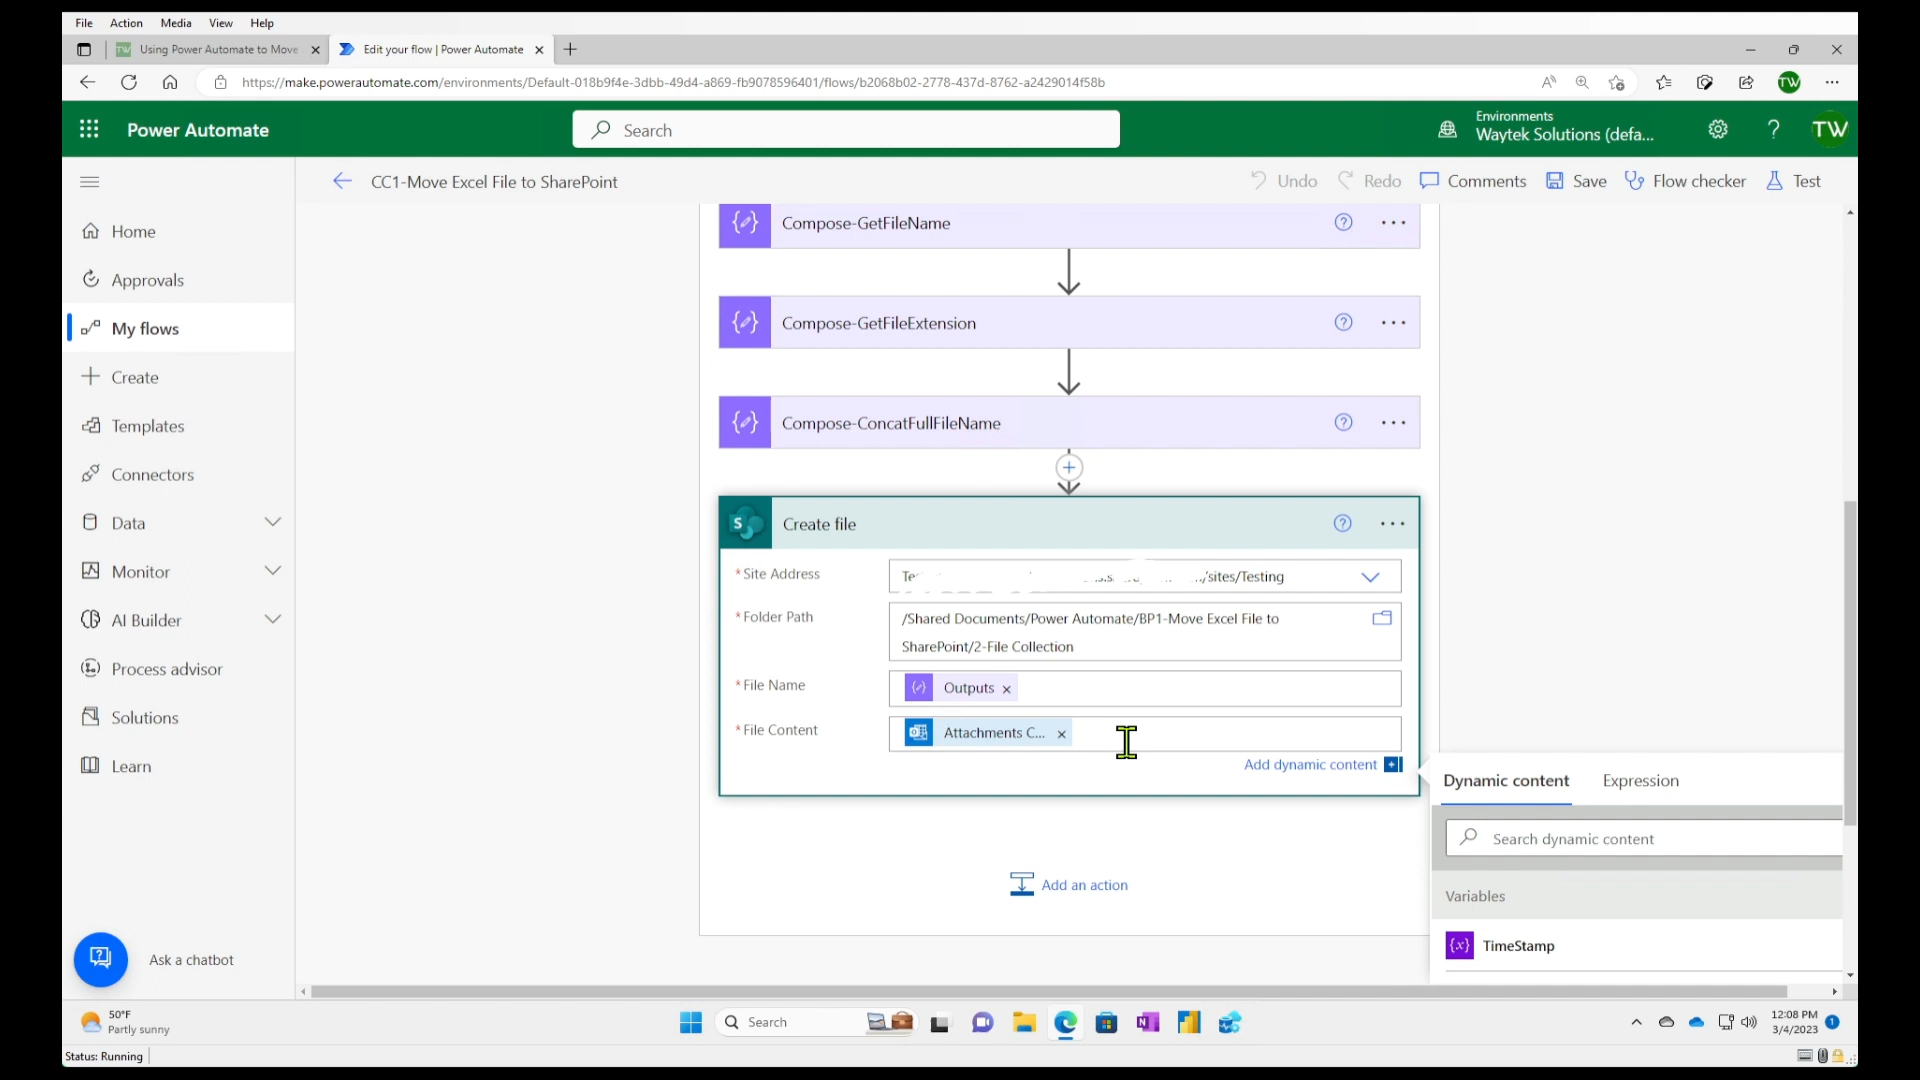 File Action Media View Help
Using Power Automate to Move
Edit your flow | Power Automate
https://make.powerautomate.com/environments/Default-018b9f4e-3dbb-49d4-a869-fb9078596401/flows/b2068b02-2778-437d-8762-a2429014f58b
TW
Power Automate
Search
Environments
Waytek Solutions (defa...
TW
CC1-Move Excel File to SharePoint
Undo Redo Comments Save Flow checker Test
Home
Approvals
My flows
Create
Templates
Connectors
Data
Monitor
AI Builder
Process advisor
Solutions
Learn
Ask a chatbot
Compose-GetFileName
Compose-GetFileExtension
Compose-ConcatFullFileName
Create file
* Site Address
/sites/Testing
* Folder Path
/Shared Documents/Power Automate/BP1-Move Excel File to
SharePoint/2-File Collection
* File Name
Outputs
* File Content
Attachments C...
Add dynamic content
Add an action
Dynamic content Expression
Search dynamic content
Variables
TimeStamp
50°F
Partly sunny
Search
12:08 PM
3/4/2023
1
Status: Running